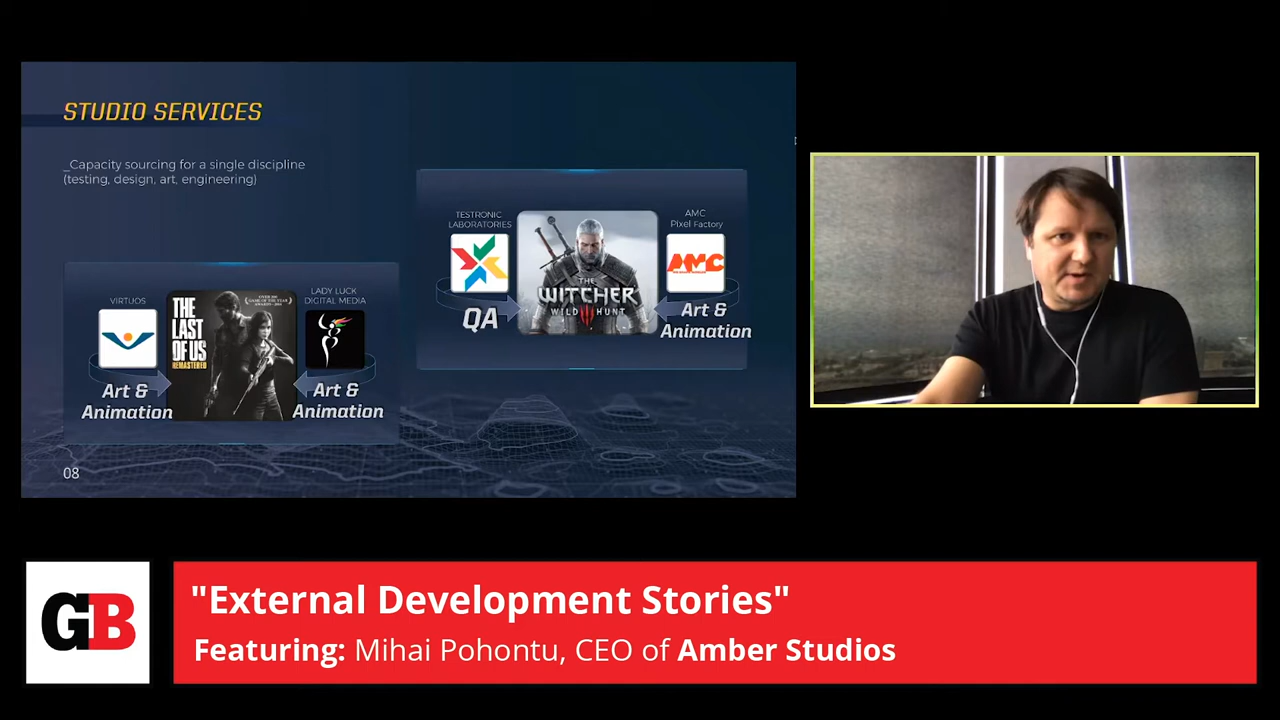 STUDIO SERVICES
_Capacity sourcing for a single discipline
(testing, design, art, engineering)
TESTRONIC
LABORATORIES
AMC
Pixel Factory
AMC
THE
WITCHER
WILD HUNT
QA
Art &
Animation
VIRTUOS
LADY LUCK
DIGITAL MEDIA
THE
LAST
OF US
REMASTERED
Art &
Animation
Art &
Animation
08
GB
"External Development Stories"
Featuring: Mihai Pohontu, CEO of Amber Studios